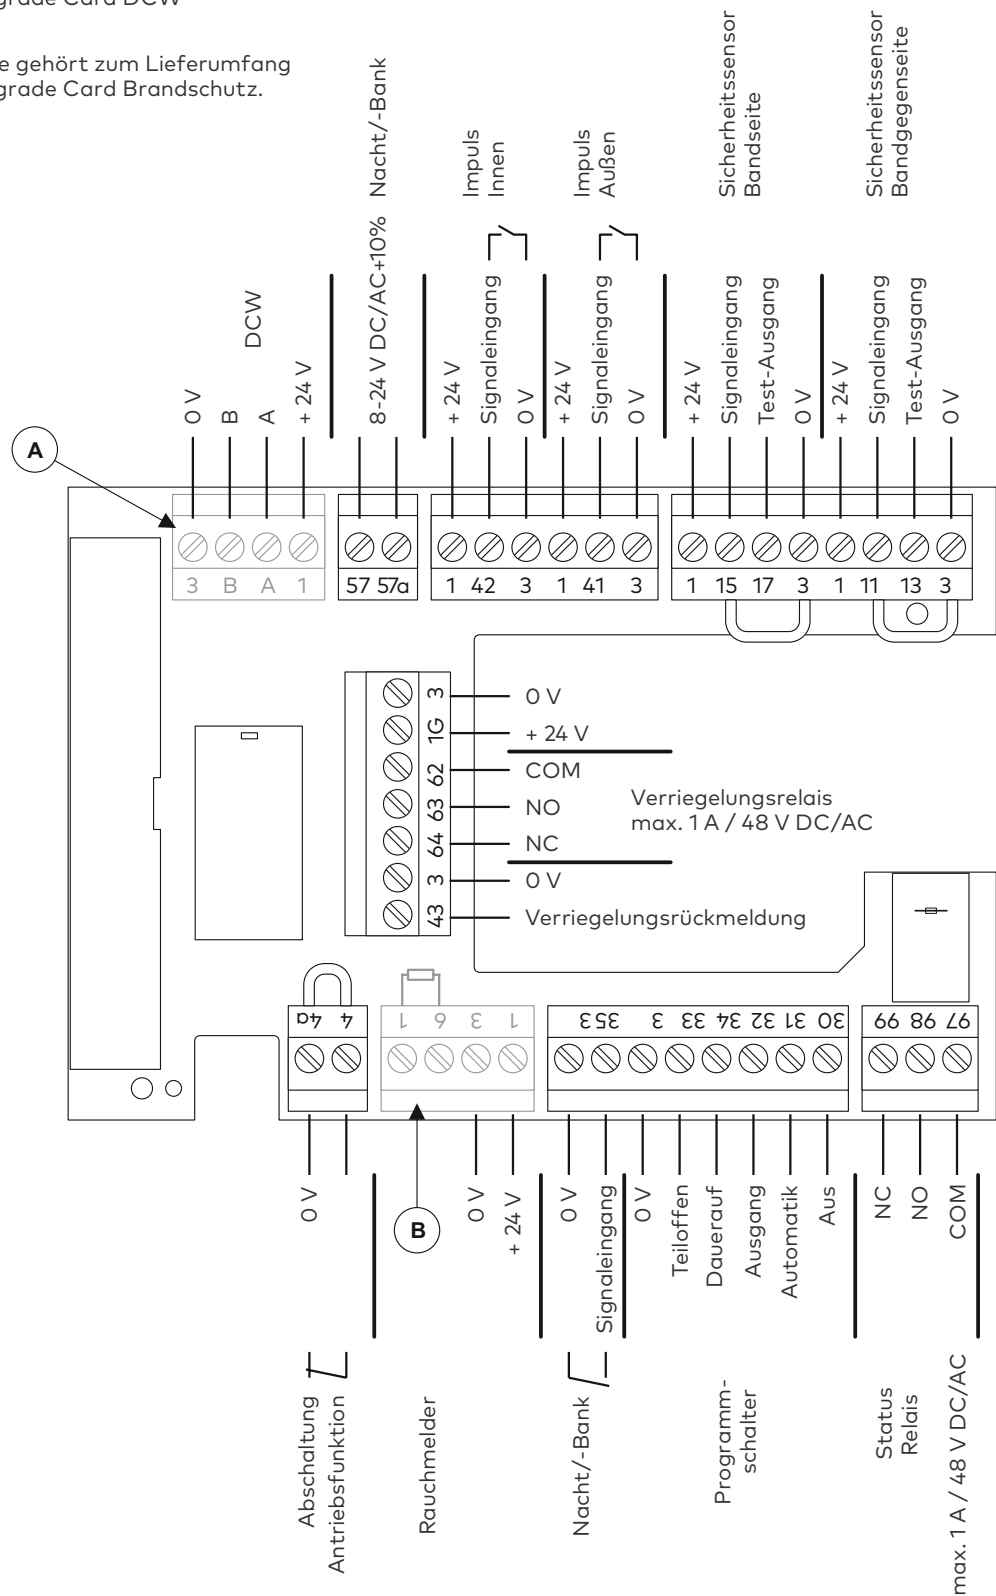 grade Card DCW
e gehört zum Lieferumfang
grade Card Brandschutz.
Nacht/-Bank
Impuls
Innen
Impuls
Außen
Sicherheitssensor
Bandseite
Sicherheitssensor
Bandgegenseite
DCW
0 V
B
A
+ 24 V
8-24 V DC/AC+10%
+ 24 V
Signaleingang
0 V
+ 24 V
Signaleingang
0 V
+ 24 V
Signaleingang
Test-Ausgang
0 V
+ 24 V
Signaleingang
Test-Ausgang
0 V
A
3 B A 1
57 57a
1 42 3 1 41 3
1 15 17 3 1 11 13 3
3 0 V
1G + 24 V
62 COM
63 NO
64 NC
3 0 V
43 Verriegelungsrückmeldung
Verriegelungsrelais
max. 1 A / 48 V DC/AC
4a 4
1 6 3 1
3 35 3 33 34 32 31 30
99 98 97
0 V
B
0 V
+ 24 V
0 V
Signaleingang
0 V
Teiloffen
Dauerauf
Ausgang
Automatik
Aus
NC
NO
COM
Abschaltung
Antriebsfunktion
Rauchmelder
Nacht/-Bank
Programm-
schalter
Status
Relais
max. 1 A / 48 V DC/AC